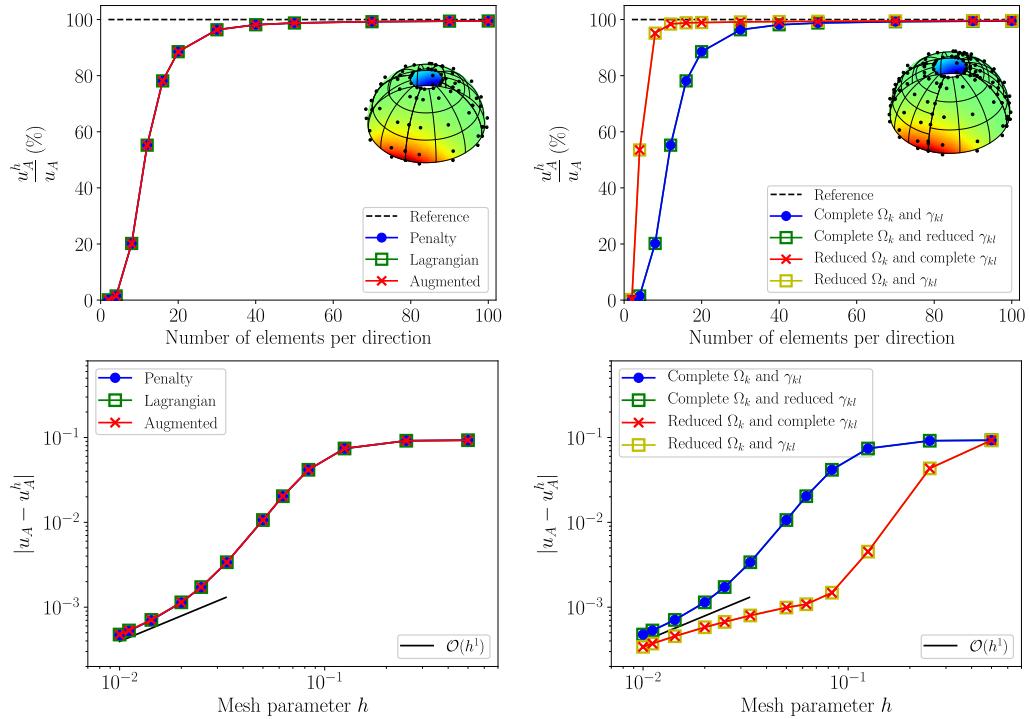 100
80
60
40
20
0
u_A^h / u_A (%)
Reference
Penalty
Lagrangian
Augmented
0 20 40 60 80 100
Number of elements per direction
100
80
60
40
20
0
u_A^h / u_A (%)
Reference
Complete Ω_k and γ_kl
Complete Ω_k and reduced γ_kl
Reduced Ω_k and complete γ_kl
Reduced Ω_k and γ_kl
0 20 40 60 80 100
Number of elements per direction
Penalty
Lagrangian
Augmented
10^−1
10^−2
10^−3
|u_A − u_A^h|
O(h^1)
10^−2 10^−1
Mesh parameter h
Complete Ω_k and γ_kl
Complete Ω_k and reduced γ_kl
Reduced Ω_k and complete γ_kl
Reduced Ω_k and γ_kl
10^−1
10^−2
10^−3
|u_A − u_A^h|
O(h^1)
10^−2 10^−1
Mesh parameter h